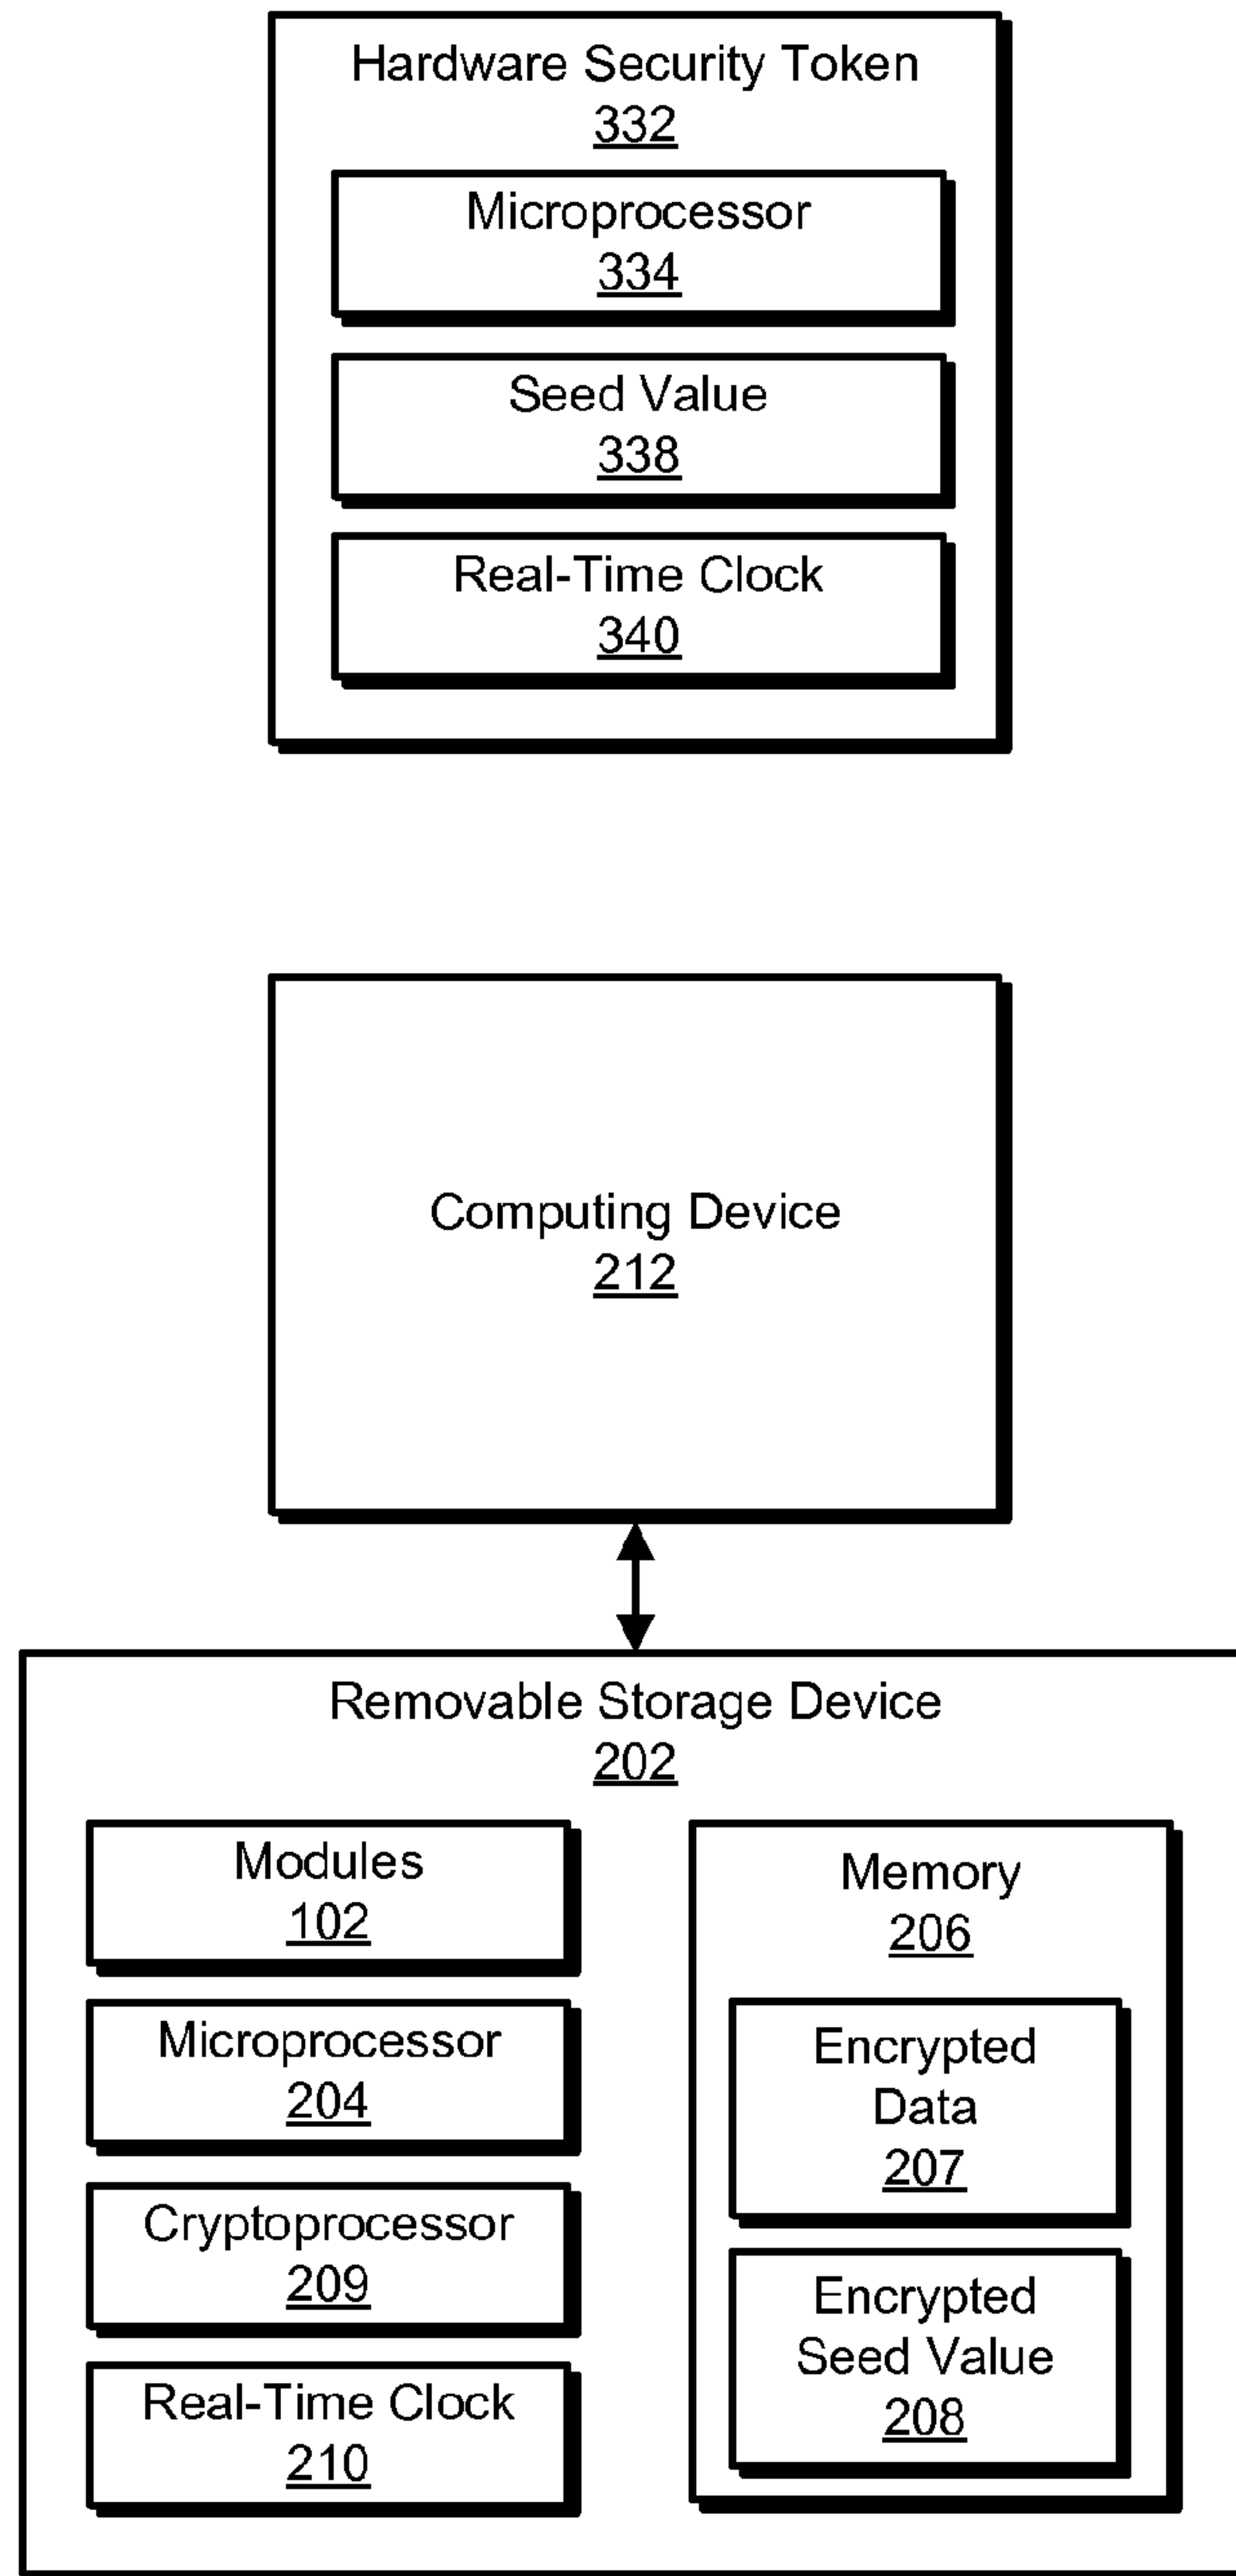 Hardware Security Token
332
Microprocessor
334
Seed Value
338
Real-Time Clock
340
Computing Device
212
Removable Storage Device
202
Modules
102
Microprocessor
204
Cryptoprocessor
209
Real-Time Clock
210
Memory
206
Encrypted
Data
207
Encrypted
Seed Value
208